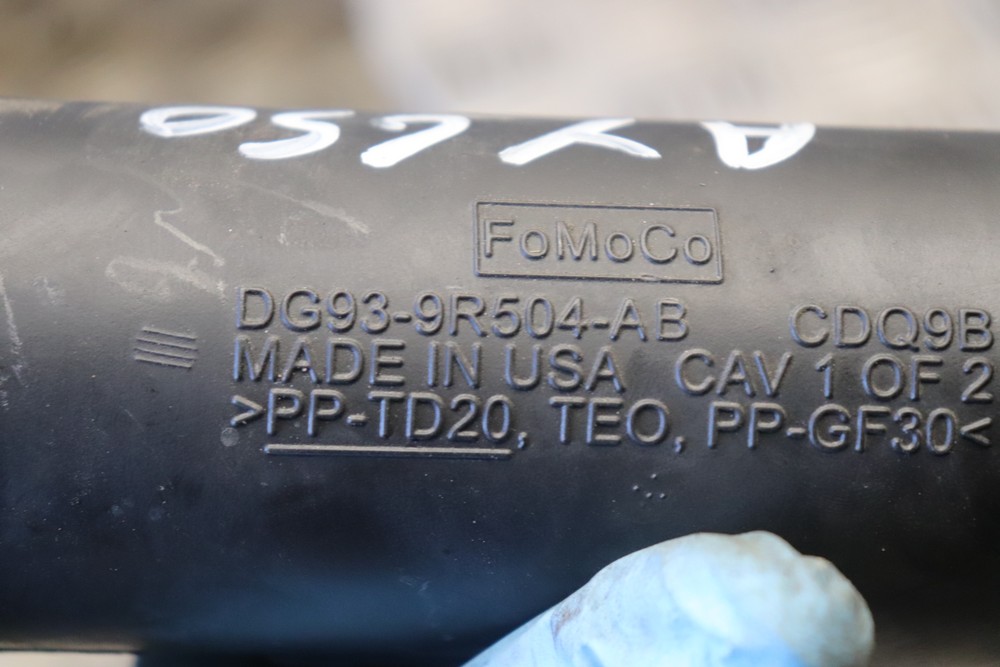 FoMoCo
DG93-9R504-AB CDQ9B
MADE IN USA CAV 1 OF 2
>PP-TD20, TEO, PP-GF30<